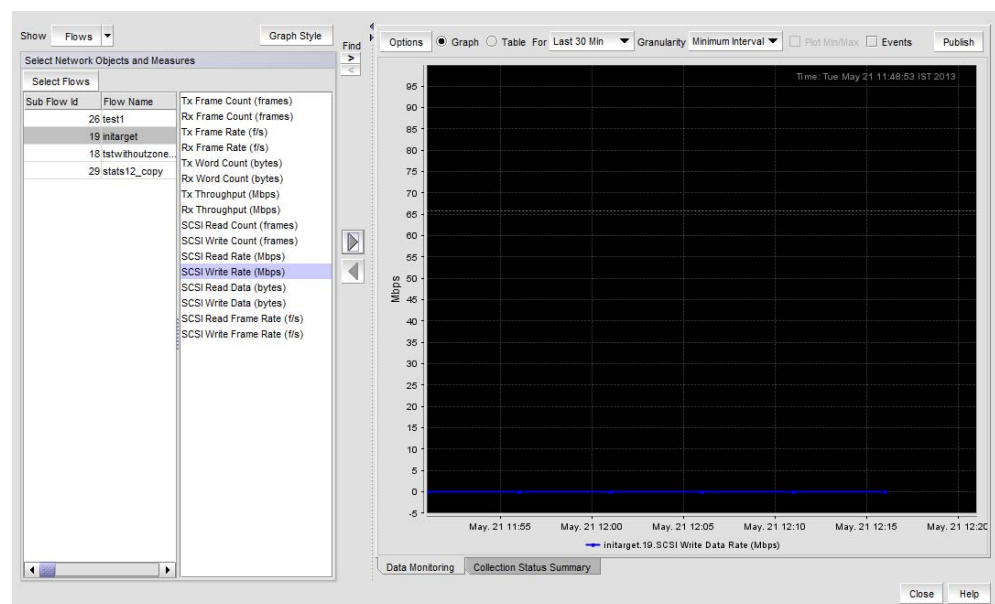 Show Flows Graph Style
Find
>
<
Select Network Objects and Measures
Select Flows
Sub Flow Id Flow Name
26 test1
19 initarget
18 tstwithoutzone...
29 stats12_copy
Tx Frame Count (frames)
Rx Frame Count (frames)
Tx Frame Rate (f/s)
Rx Frame Rate (f/s)
Tx Word Count (bytes)
Rx Word Count (bytes)
Tx Throughput (Mbps)
Rx Throughput (Mbps)
SCSI Read Count (frames)
SCSI Write Count (frames)
SCSI Read Rate (Mbps)
SCSI Write Rate (Mbps)
SCSI Read Data (bytes)
SCSI Write Data (bytes)
SCSI Read Frame Rate (f/s)
SCSI Write Frame Rate (f/s)
Options Graph Table For Last 30 Min Granularity Minimum Interval Plot Min/Max Events Publish
Time: Tue May 21 11:48:53 IST 2013
95
90
85
80
75
70
65
60
55
50
45
40
35
30
25
20
15
10
5
0
-5
Mbps
May. 21 11:55 May. 21 12:00 May. 21 12:05 May. 21 12:10 May. 21 12:15 May. 21 12:20
initarget.19.SCSI Write Data Rate (Mbps)
Data Monitoring Collection Status Summary
Close Help